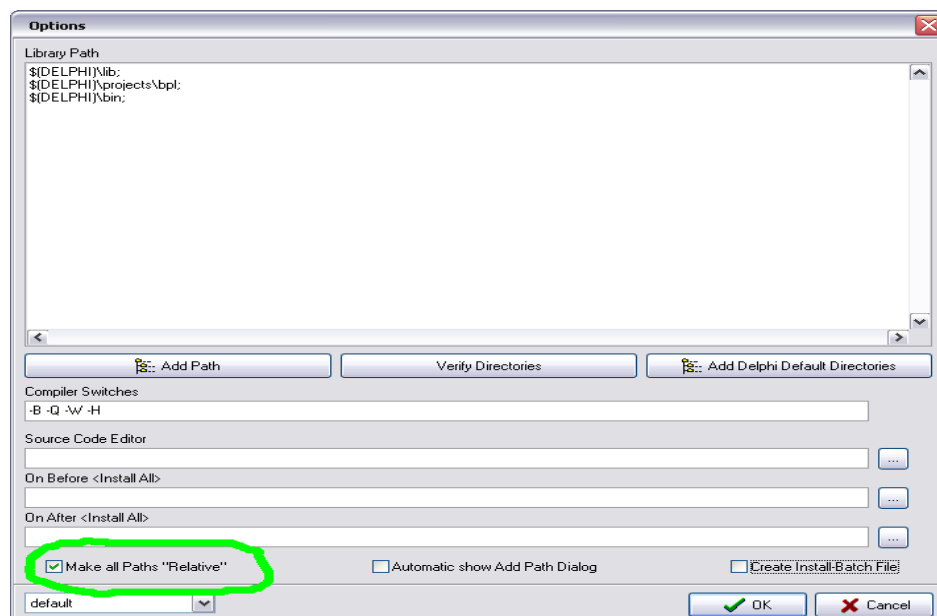 Options
Library Path
$(DELPHI)\lib;
$(DELPHI)\projects\bpl;
$(DELPHI)\bin;
Add Path
Verify Directories
Add Delphi Default Directories
Compiler Switches
-B -Q -W -H
Source Code Editor
...
On Before <Install All>
...
On After <Install All>
...
Make all Paths "Relative"
Automatic show Add Path Dialog
Create Install-Batch File
default
OK
Cancel